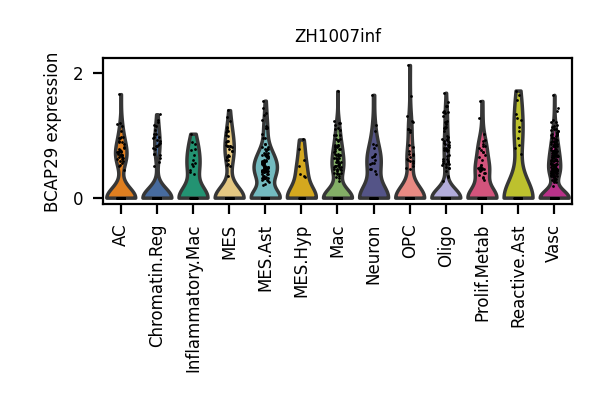 ZH1007inf
BCAP29 expression
2
0
AC
Chromatin.Reg
Inflammatory.Mac
MES
MES.Ast
MES.Hyp
Mac
Neuron
OPC
Oligo
Prolif.Metab
Reactive.Ast
Vasc